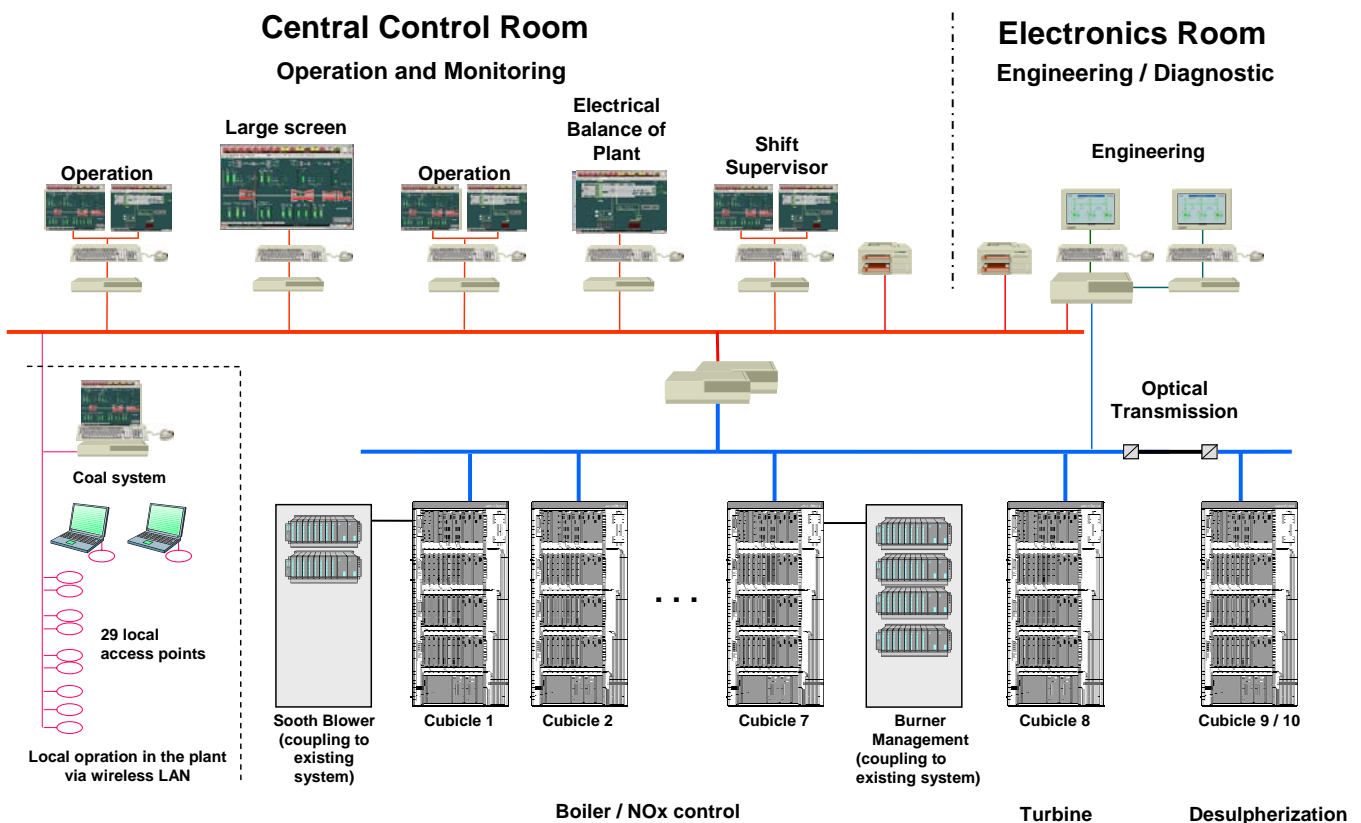 Central Control Room
Operation and Monitoring
Electronics Room
Engineering / Diagnostic
Operation
Large screen
Operation
Electrical
Balance of
Plant
Shift
Supervisor
Engineering
Optical
Transmission
Coal system
29 local
access points
Local opration in the plant
via wireless LAN
Sooth Blower
(coupling to
existing
system)
Cubicle 1
Cubicle 2
. . .
Cubicle 7
Burner
Management
(coupling to
existing system)
Cubicle 8
Cubicle 9 / 10
Boiler / NOx control
Turbine
Desulpherization